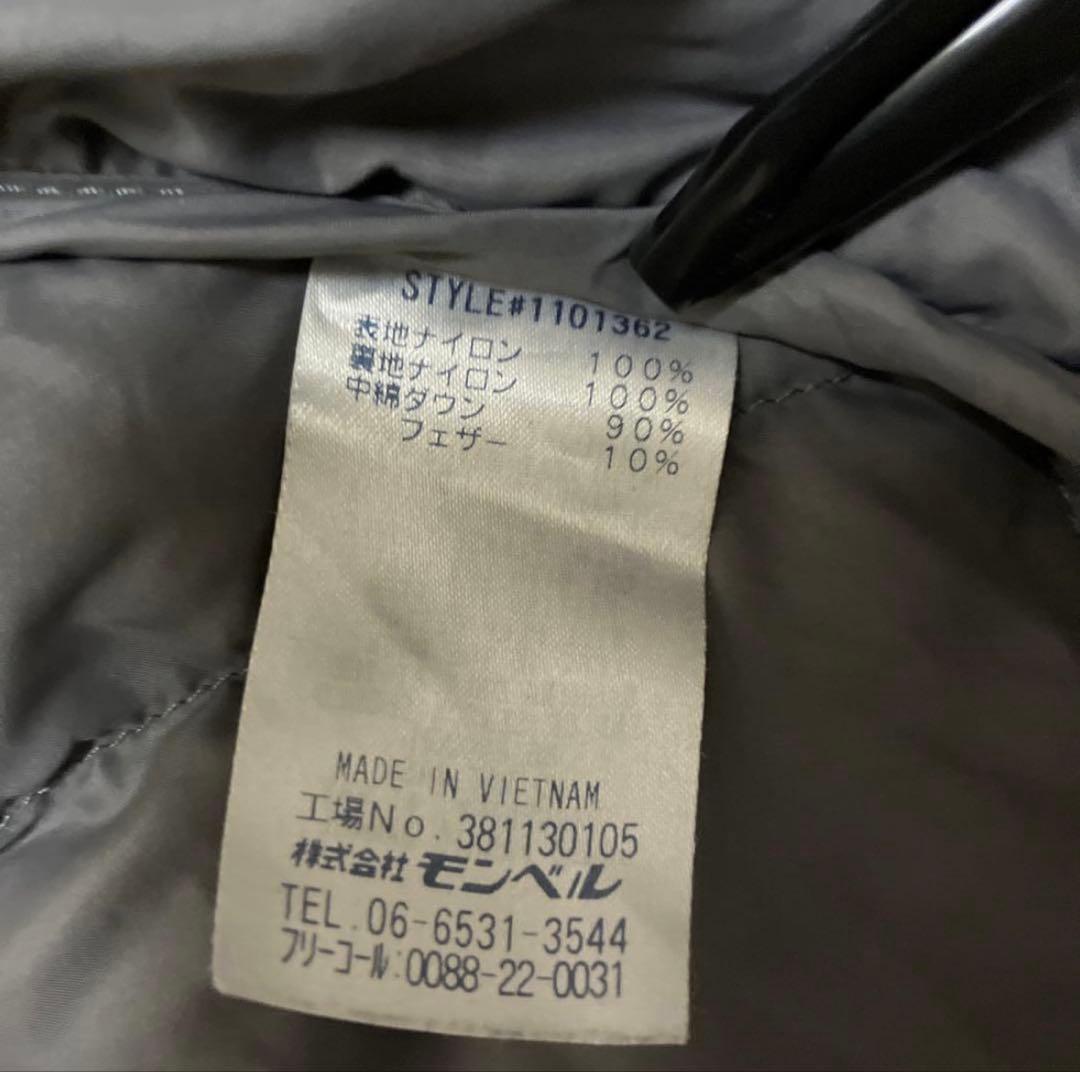 STYLE#1101362
表地ナイロン 100%
裏地ナイロン 100%
中綿ダウン 90%
フェザー 10%
MADE IN VIETNAM
工場No. 381130105
株式会社 モンベル
TEL.06-6531-3544
フリーコール:0088-22-0031